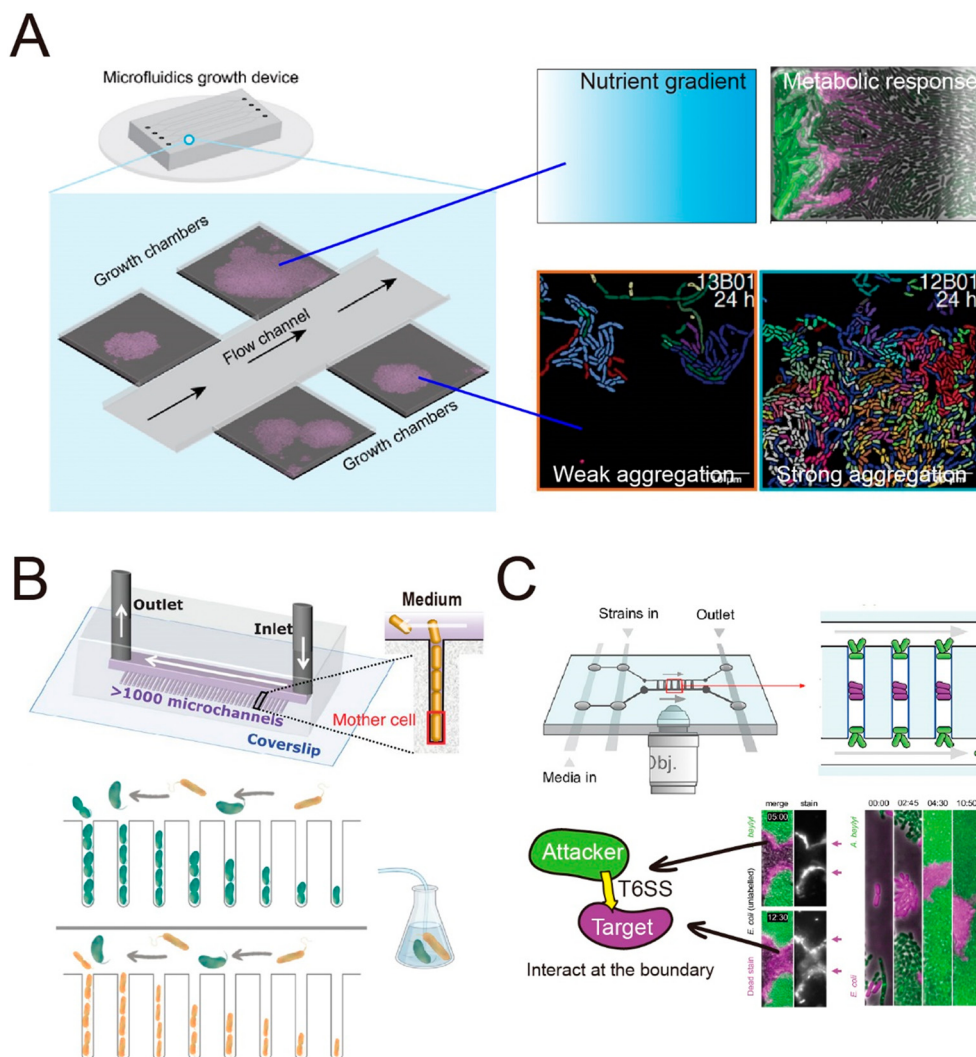 A
Microfluidics growth device
Growth chambers
Flow channel
Growth chambers
Nutrient gradient
Metabolic response
13B01
24 h
Weak aggregation
12B01
24 h
Strong aggregation
B
Outlet
Inlet
>1000 microchannels
Coverslip
Medium
Mother cell
C
Strains in
Outlet
Media in
Obj.
Attacker
T6SS
Target
Interact at the boundary
merge
stain
05:00
12:30
Dead stain
E. coli (unlabelled)
A. baylyi
00:00
02:45
04:30
10:50
E. coli
A. baylyi